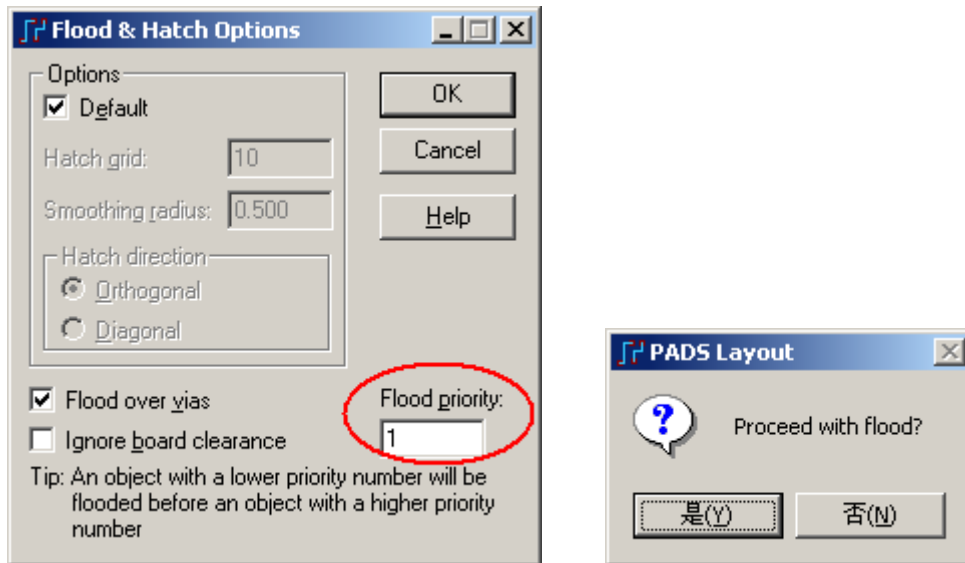 Flood & Hatch Options
Options
Default
OK
Hatch grid: 10
Cancel
Smoothing radius: 0.500
Help
Hatch direction
Orthogonal
Diagonal
Flood over vias
Flood priority:
Ignore board clearance
1
Tip: An object with a lower priority number will be
flooded before an object with a higher priority
number
PADS Layout
Proceed with flood?
是(Y)
否(N)